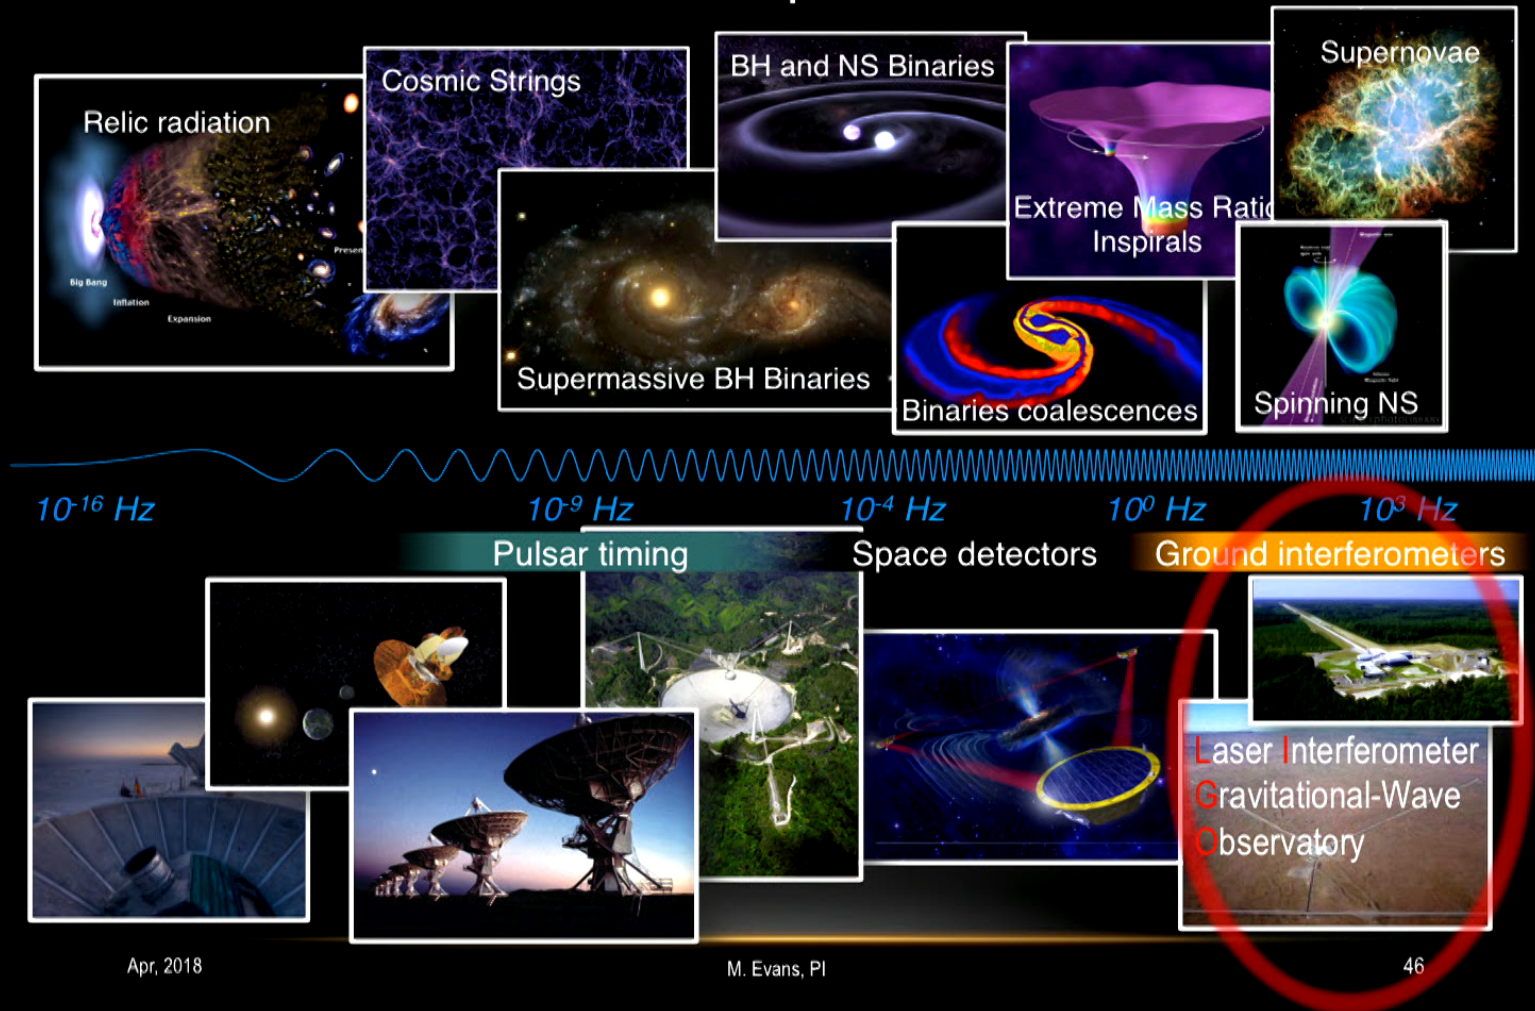 Relic radiation
Big Bang
Inflation
Expansion
Presen
Cosmic Strings
Supermassive BH Binaries
BH and NS Binaries
Binaries coalescences
Extreme Mass Ratio
Inspirals
Supernovae
Spinning NS
10⁻¹⁶ Hz
10⁻⁹ Hz
10⁻⁴ Hz
10⁰ Hz
10³ Hz
Pulsar timing
Space detectors
Ground interferometers
Laser Interferometer
Gravitational-Wave
Observatory
Apr, 2018
M. Evans, PI
46